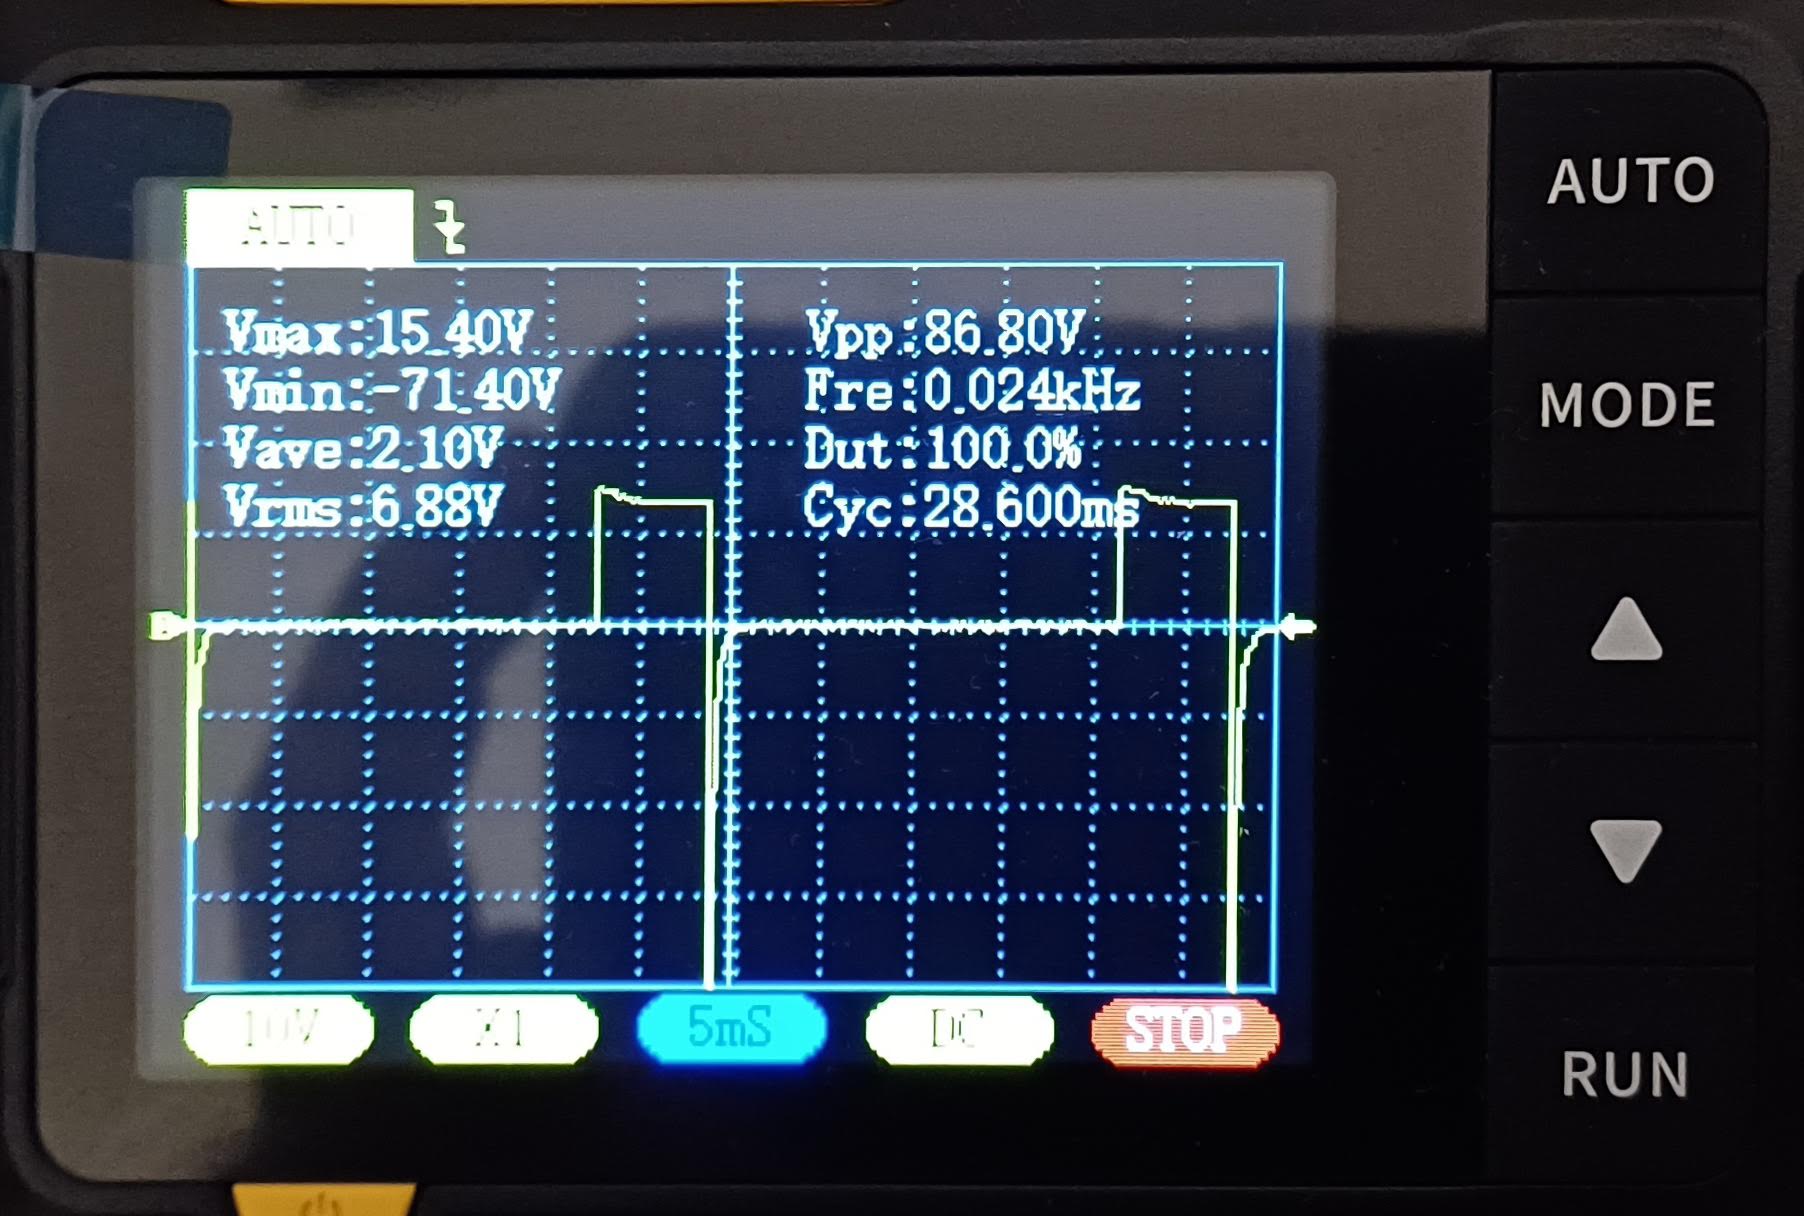 AUTO
Vmax:15.40V
Vmin:-71.40V
Vave:2.10V
Vrms:6.88V
Vpp:86.80V
Fre:0.024kHz
Dut:100.0%
Cyc:28.600ms
10V
X1
5mS
DC
STOP
AUTO
MODE
RUN